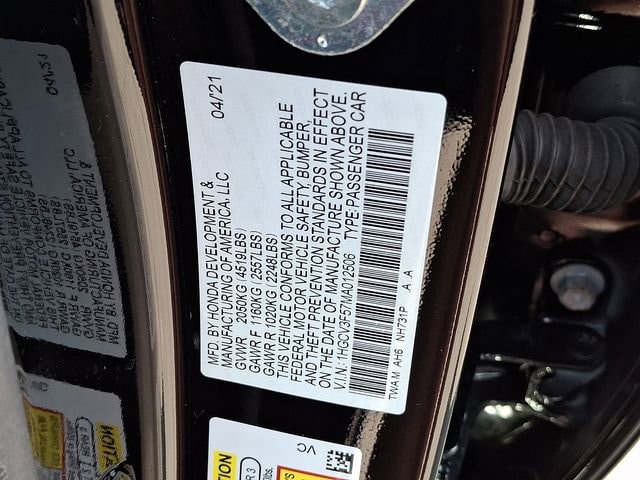 MFD. BY HONDA DEVELOPMENT & 04/'21
MANUFACTURING OF AMERICA, LLC
GVWR 2050KG (4519LBS)
GAWR F 1160KG (2557LBS)
GAWR R 1020KG (2248LBS)
THIS VEHICLE CONFORMS TO ALL APPLICABLE
FEDERAL MOTOR VEHICLE SAFETY, BUMPER,
AND THEFT PREVENTION STANDARDS IN EFFECT
ON THE DATE OF MANUFACTURE SHOWN ABOVE.
V.I.N.:1HGCV3F57MA012506 TYPE:PASSENGER CAR
TWAM AH6 NH731P A A
VC